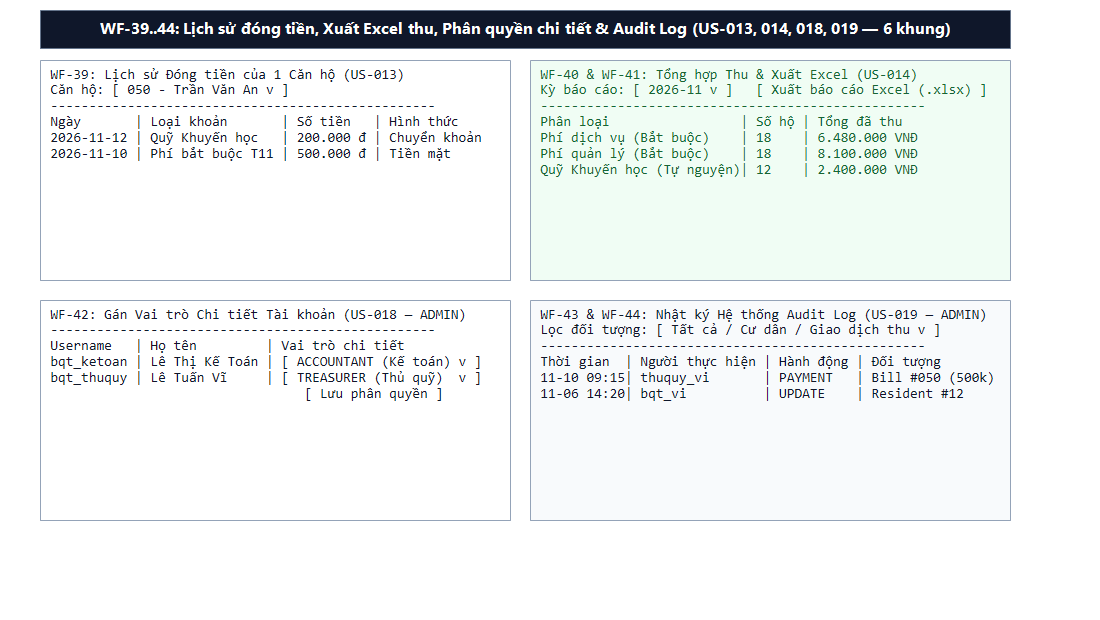 WF-39..44: Lịch sử đóng tiền, Xuất Excel thu, Phân quyền chi tiết & Audit Log (US-013, 014, 018, 019 — 6 khung)
WF-39: Lịch sử Đóng tiền của 1 Căn hộ (US-013)
Căn hộ: [ 050 - Trần Văn An v ]
--------------------------------------------------
Ngày | Loại khoản | Số tiền | Hình thức
2026-11-12 | Quỹ Khuyến học | 200.000 đ | Chuyển khoản
2026-11-10 | Phí bắt buộc T11 | 500.000 đ | Tiền mặt
WF-40 & WF-41: Tổng hợp Thu & Xuất Excel (US-014)
Kỳ báo cáo: [ 2026-11 v ] [ Xuất báo cáo Excel (.xlsx) ]
--------------------------------------------------
Phân loại | Số hộ | Tổng đã thu
Phí dịch vụ (Bắt buộc) | 18 | 6.480.000 VNĐ
Phí quản lý (Bắt buộc) | 18 | 8.100.000 VNĐ
Quỹ Khuyến học (Tự nguyện)| 12 | 2.400.000 VNĐ
WF-42: Gán Vai trò Chi tiết Tài khoản (US-018 — ADMIN)
--------------------------------------------------
Username | Họ tên | Vai trò chi tiết
bqt_ketoan | Lê Thị Kế Toán | [ ACCOUNTANT (Kế toán) v ]
bqt_thuquy | Lê Tuấn Vĩ | [ TREASURER (Thủ quỹ) v ]
[ Lưu phân quyền ]
WF-43 & WF-44: Nhật ký Hệ thống Audit Log (US-019 — ADMIN)
Lọc đối tượng: [ Tất cả / Cư dân / Giao dịch thu v ]
--------------------------------------------------
Thời gian | Người thực hiện | Hành động | Đối tượng
11-10 09:15| thuquy_vi | PAYMENT | Bill #050 (500k)
11-06 14:20| bqt_vi | UPDATE | Resident #12